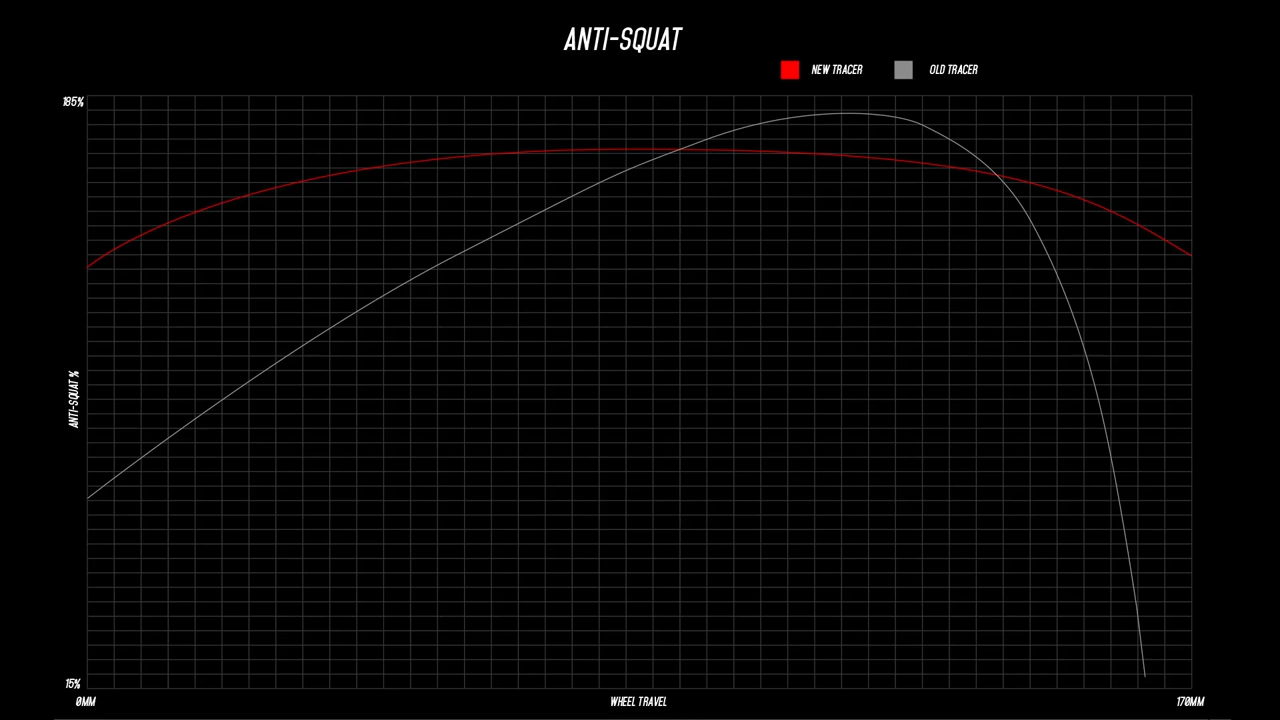 ANTI-SQUAT
NEW TRACER
OLD TRACER
185%
ANTI-SQUAT %
15%
0MM
WHEEL TRAVEL
170MM